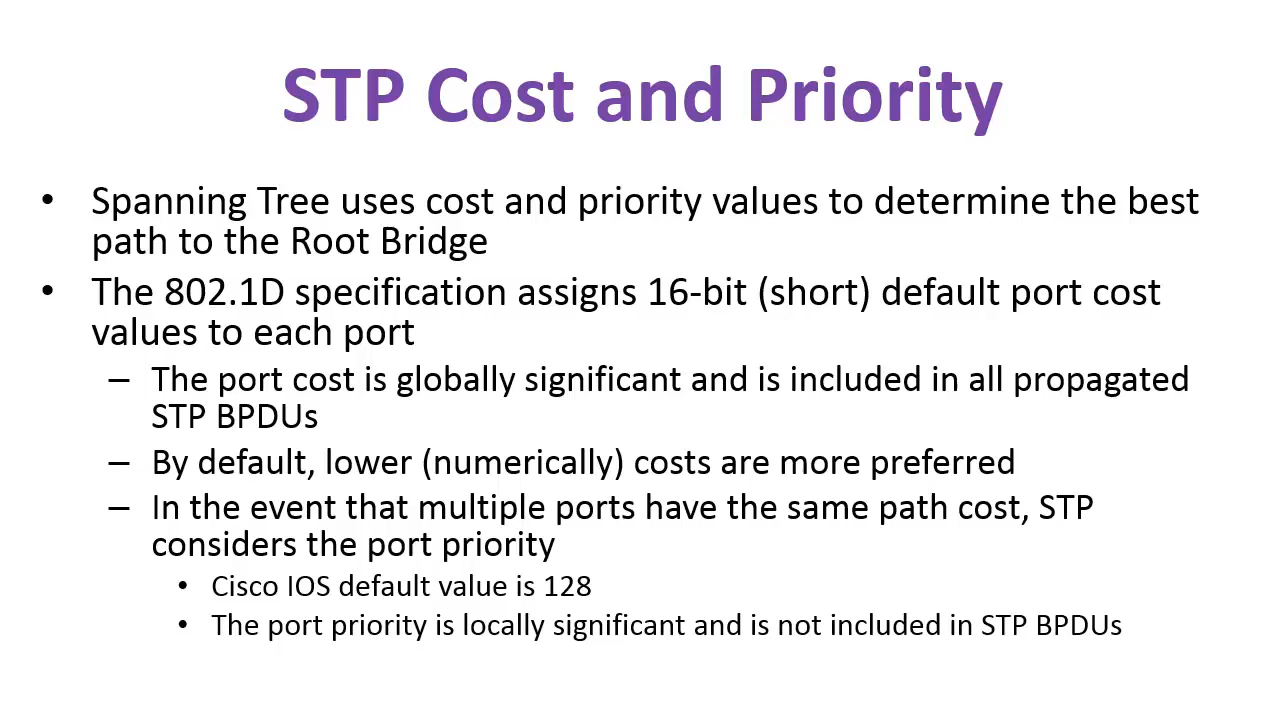 STP Cost and Priority
• Spanning Tree uses cost and priority values to determine the best
path to the Root Bridge
• The 802.1D specification assigns 16-bit (short) default port cost
values to each port
– The port cost is globally significant and is included in all propagated
STP BPDUs
– By default, lower (numerically) costs are more preferred
– In the event that multiple ports have the same path cost, STP
considers the port priority
• Cisco IOS default value is 128
• The port priority is locally significant and is not included in STP BPDUs